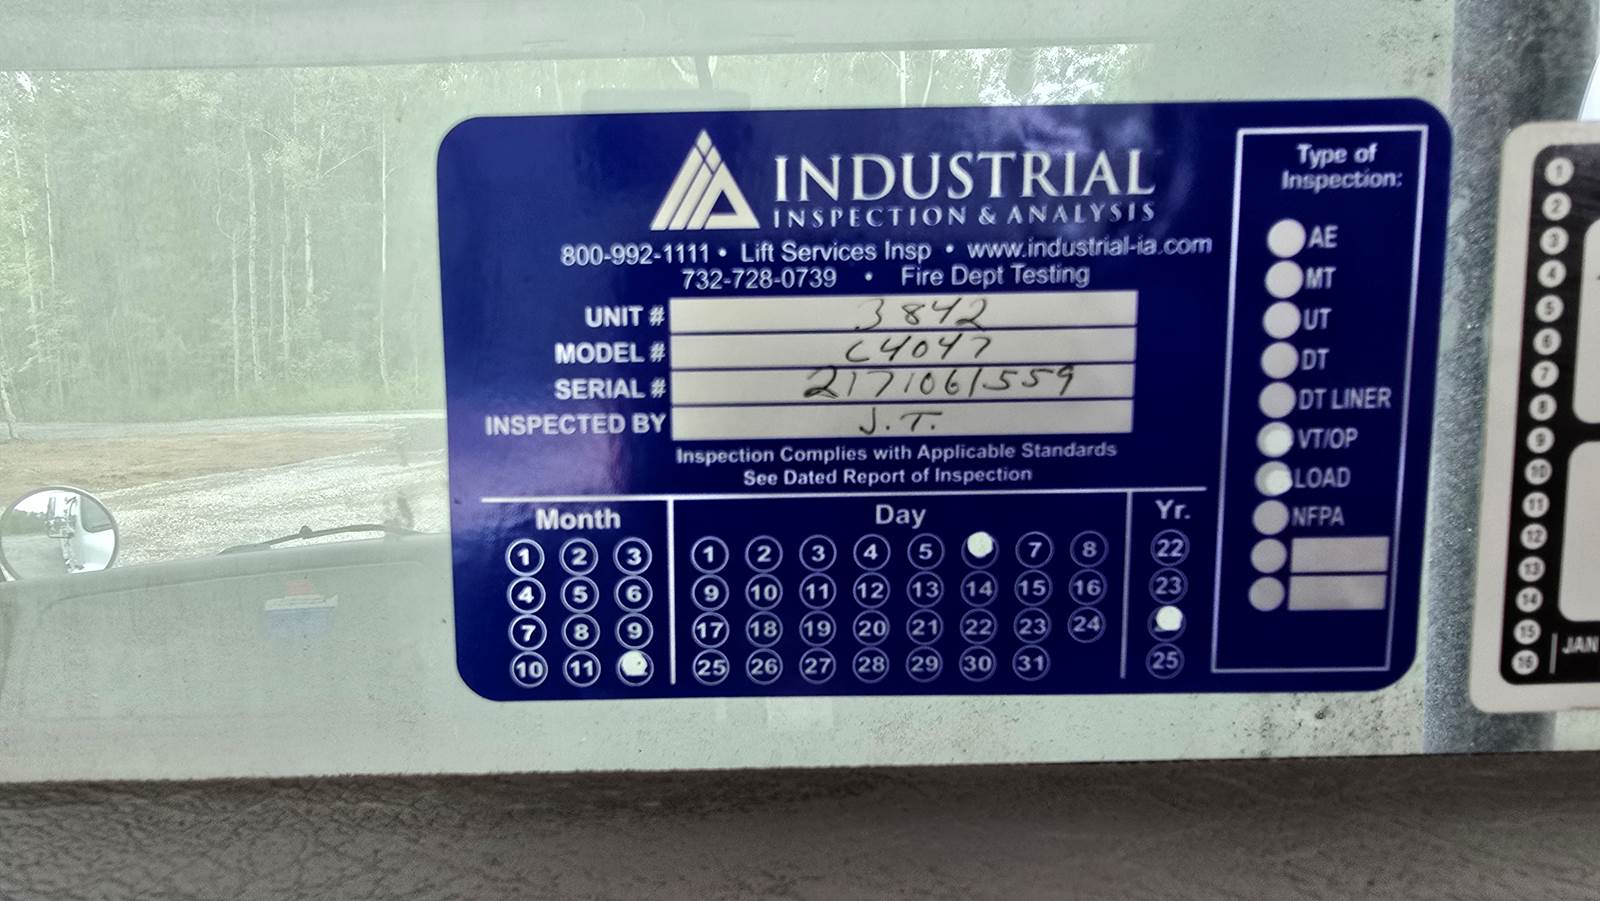 INDUSTRIAL
INSPECTION & ANALYSIS
800-992-1111 • Lift Services Insp • www.industrial-ia.com
732-728-0739 • Fire Dept Testing
UNIT # 3842
MODEL # C4047
SERIAL # 2171061559
INSPECTED BY J.T.
Inspection Complies with Applicable Standards
See Dated Report of Inspection
Month
1 2 3
4 5 6
7 8 9
10 11
Day
1 2 3 4 5 7 8
9 10 11 12 13 14 15 16
17 18 19 20 21 22 23 24
25 26 27 28 29 30 31
Yr.
22
23
25
Type of
Inspection:
AE
MT
UT
DT
DT LINER
VT/OP
LOAD
NFPA
1
2
3
4
5
6
7
8
9
10
11
12
13
14
15
16
JAN